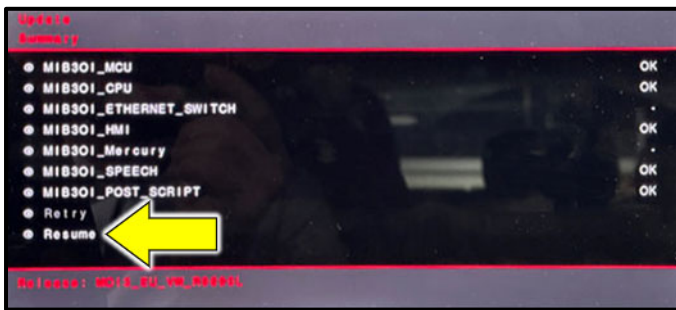 Update
Summary
MIB3OI_MCU OK
MIB3OI_CPU OK
MIB3OI_ETHERNET_SWITCH -
MIB3OI_HMI OK
MIB3OI_Mercury -
MIB3OI_SPEECH OK
MIB3OI_POST_SCRIPT OK
Retry
Resume
Release: